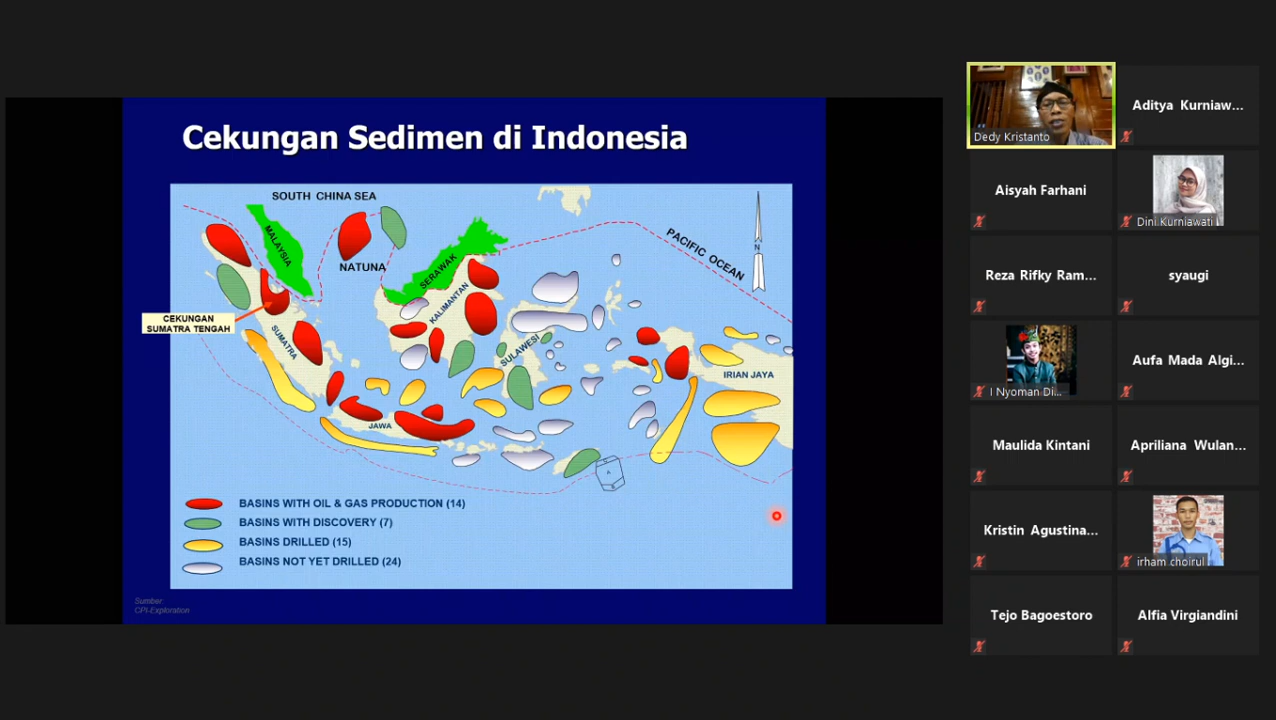 Cekungan Sedimen di Indonesia
SOUTH CHINA SEA
MALAYSIA
NATUNA
SERAWAK
PACIFIC OCEAN
N
CEKUNGAN
SUMATRA TENGAH
SUMATRA
KALIMANTAN
SULAWESI
IRIAN JAYA
JAWA
A
BASINS WITH OIL & GAS PRODUCTION (14)
BASINS WITH DISCOVERY (7)
BASINS DRILLED (15)
BASINS NOT YET DRILLED (24)
Sumber
CPI-Exploration
Dedy Kristanto
Aditya Kurniaw...
Aisyah Farhani
Dini Kurniawati
Reza Rifky Ram...
syaugi
I Nyoman Di...
Aufa Mada Algi...
Maulida Kintani
Apriliana Wulan...
Kristin Agustina...
irham choirul
Tejo Bagoestoro
Alfia Virgiandini